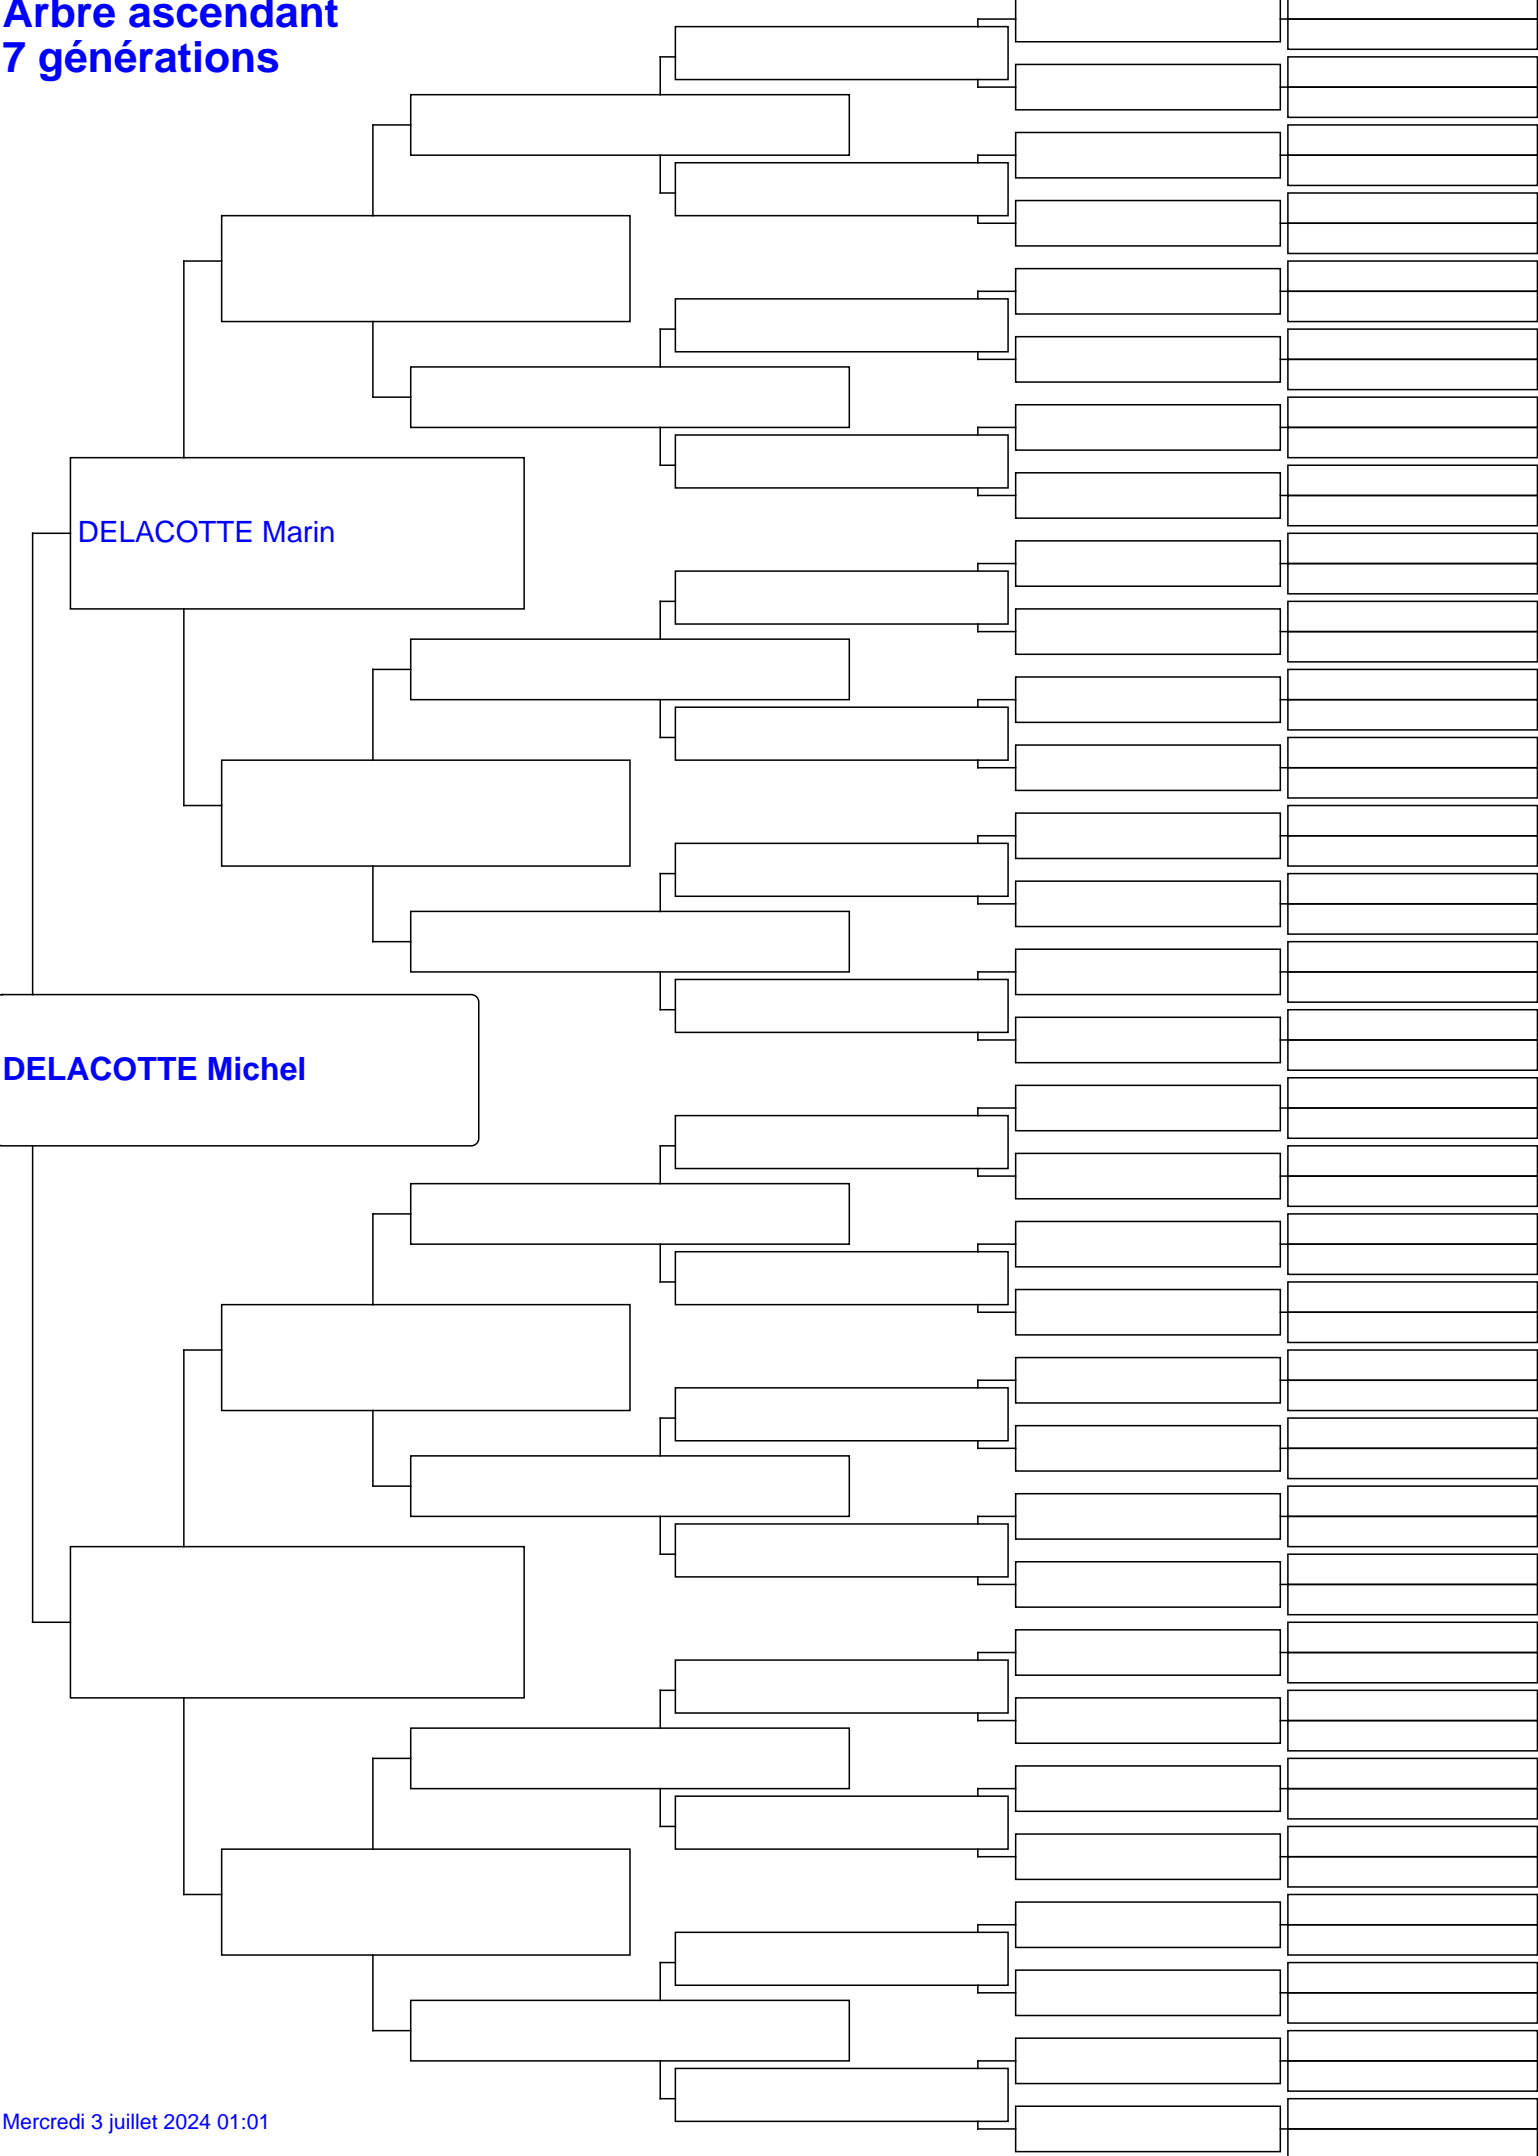 Arbre ascendant
7 générations
DELACOTTE Marin
DELACOTTE Michel
Mercredi 3 juillet 2024 01:01